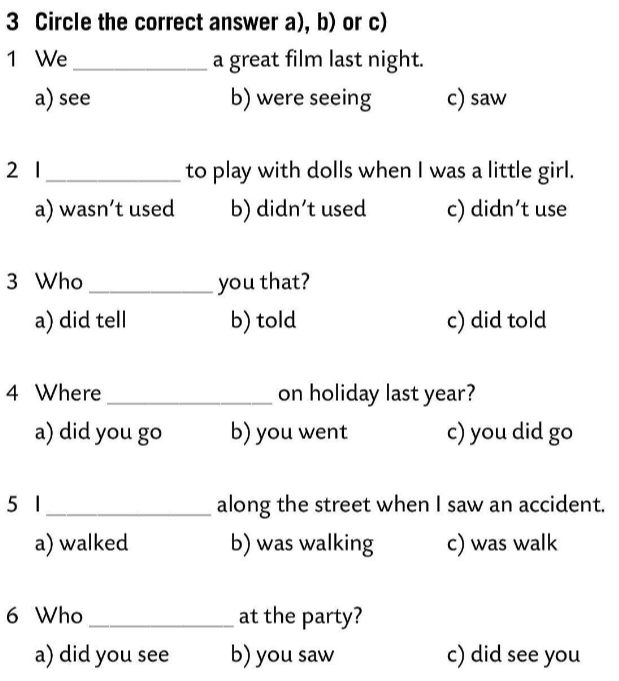 3 Circle the correct answer a), b) or c)
1 We ____________ a great film last night.
a) see b) were seeing c) saw
2 I ____________ to play with dolls when I was a little girl.
a) wasn't used b) didn't used c) didn't use
3 Who ___________ you that?
a) did tell b) told c) did told
4 Where _______________ on holiday last year?
a) did you go b) you went c) you did go
5 I _______________ along the street when I saw an accident.
a) walked b) was walking c) was walk
6 Who _____________ at the party?
a) did you see b) you saw c) did see you